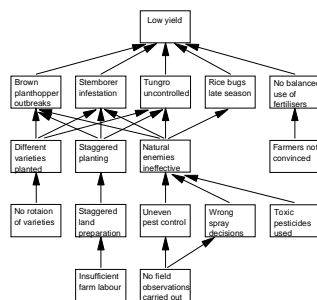 Low yield
Brown
planthopper
outbreaks
Stemborer
infestation
Tungro
uncontrolled
Rice bugs
late season
No balanced
use of
fertilisers
Different
varieties
planted
Staggered
planting
Natural
enemies
ineffective
Farmers not
convinced
No rotaion
of varieties
Staggered
land
preparation
Uneven
pest control
Wrong
spray
decisions
Toxic
pesticides
used
Insufficient
farm labour
No field
observations
carried out